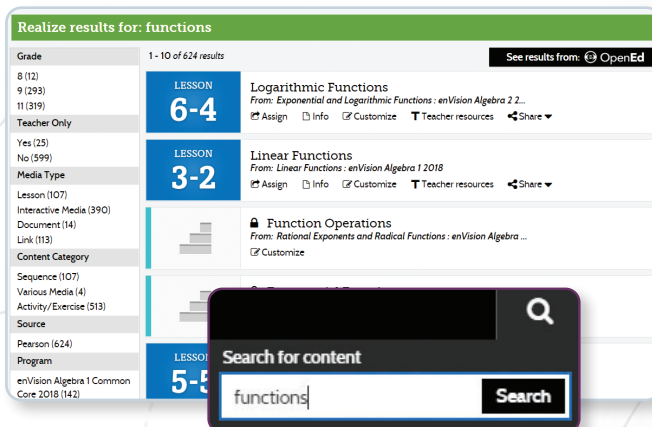 Realize results for: functions
Grade
8 (12)
9 (293)
11 (319)
Teacher Only
Yes (25)
No (599)
Media Type
Lesson (107)
Interactive Media (390)
Document (14)
Link (113)
Content Category
Sequence (107)
Various Media (4)
Activity/Exercise (513)
Source
Pearson (624)
Program
enVision Algebra 1 Common
Core 2018 (142)
1 - 10 of 624 results
See results from: OpenEd
LESSON
6-4
Logarithmic Functions
From: Exponential and Logarithmic Functions : enVision Algebra 2 2...
Assign Info Customize Teacher resources Share
LESSON
3-2
Linear Functions
From: Linear Functions : enVision Algebra 1 2018
Assign Info Customize Teacher resources Share
Function Operations
From: Rational Exponents and Radical Functions : enVision Algebra ...
Customize
LESSON
5-5
Search for content
functions
Search